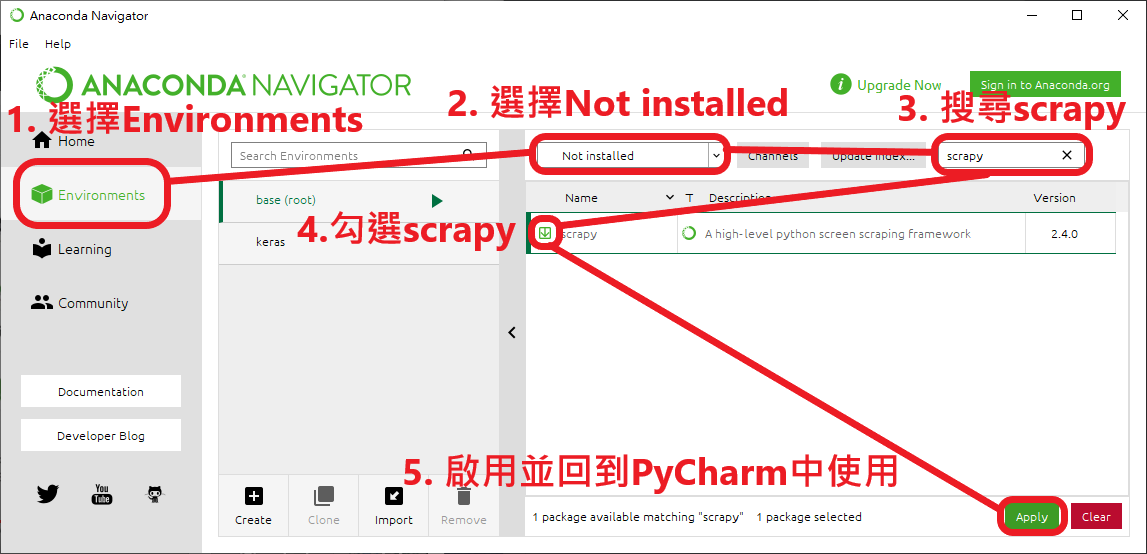 Anaconda Navigator
File Help
ANACONDA NAVIGATOR
Upgrade Now
Sign in to Anaconda.org
1. 選擇Environments
2. 選擇Not installed
3. 搜尋scrapy
Home
Environments
Learning
Community
Documentation
Developer Blog
You Tube
Search Environments
base (root)
keras
Create
Clone
Import
Remove
Not installed
Channels
Update index...
scrapy
Name
T Description
Version
4.勾選scrapy
scrapy
A high-level python screen scraping framework
2.4.0
5. 啟用並回到PyCharm中使用
1 package available matching "scrapy" 1 package selected
Apply
Clear